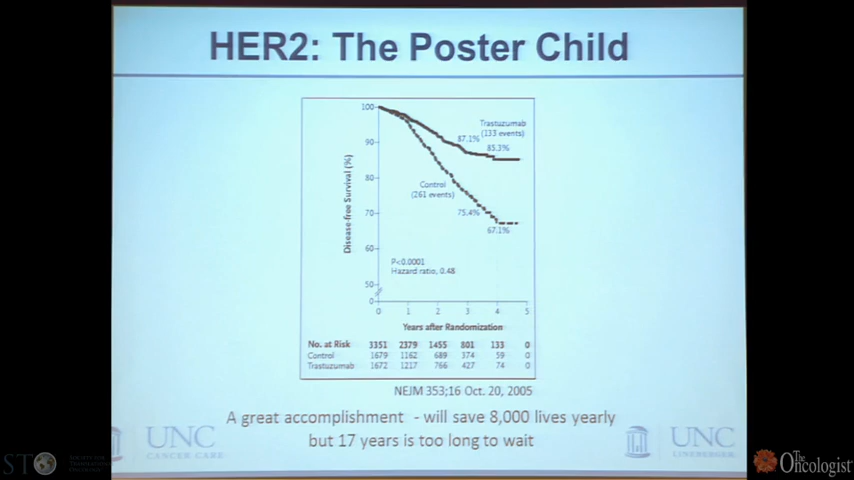 HER2: The Poster Child
100
90
80
70
60
50
0
Disease-free Survival (%)
Trastuzumab
(133 events)
87.1%
85.3%
Control
(261 events)
75.4%
67.1%
P<0.0001
Hazard ratio, 0.48
0 1 2 3 4 5
Years after Randomization
No. at Risk 3351 2379 1455 801 133 0
Control 1679 1162 689 374 59 0
Trastuzumab 1672 1217 766 427 74 0
NEJM 353;16 Oct. 20, 2005
A great accomplishment - will save 8,000 lives yearly
but 17 years is too long to wait
UNC
CANCER CARE
UNC
LINEBERGER
ST
SOCIETY FOR
TRANSLATIONAL
ONCOLOGY
The
Oncologist